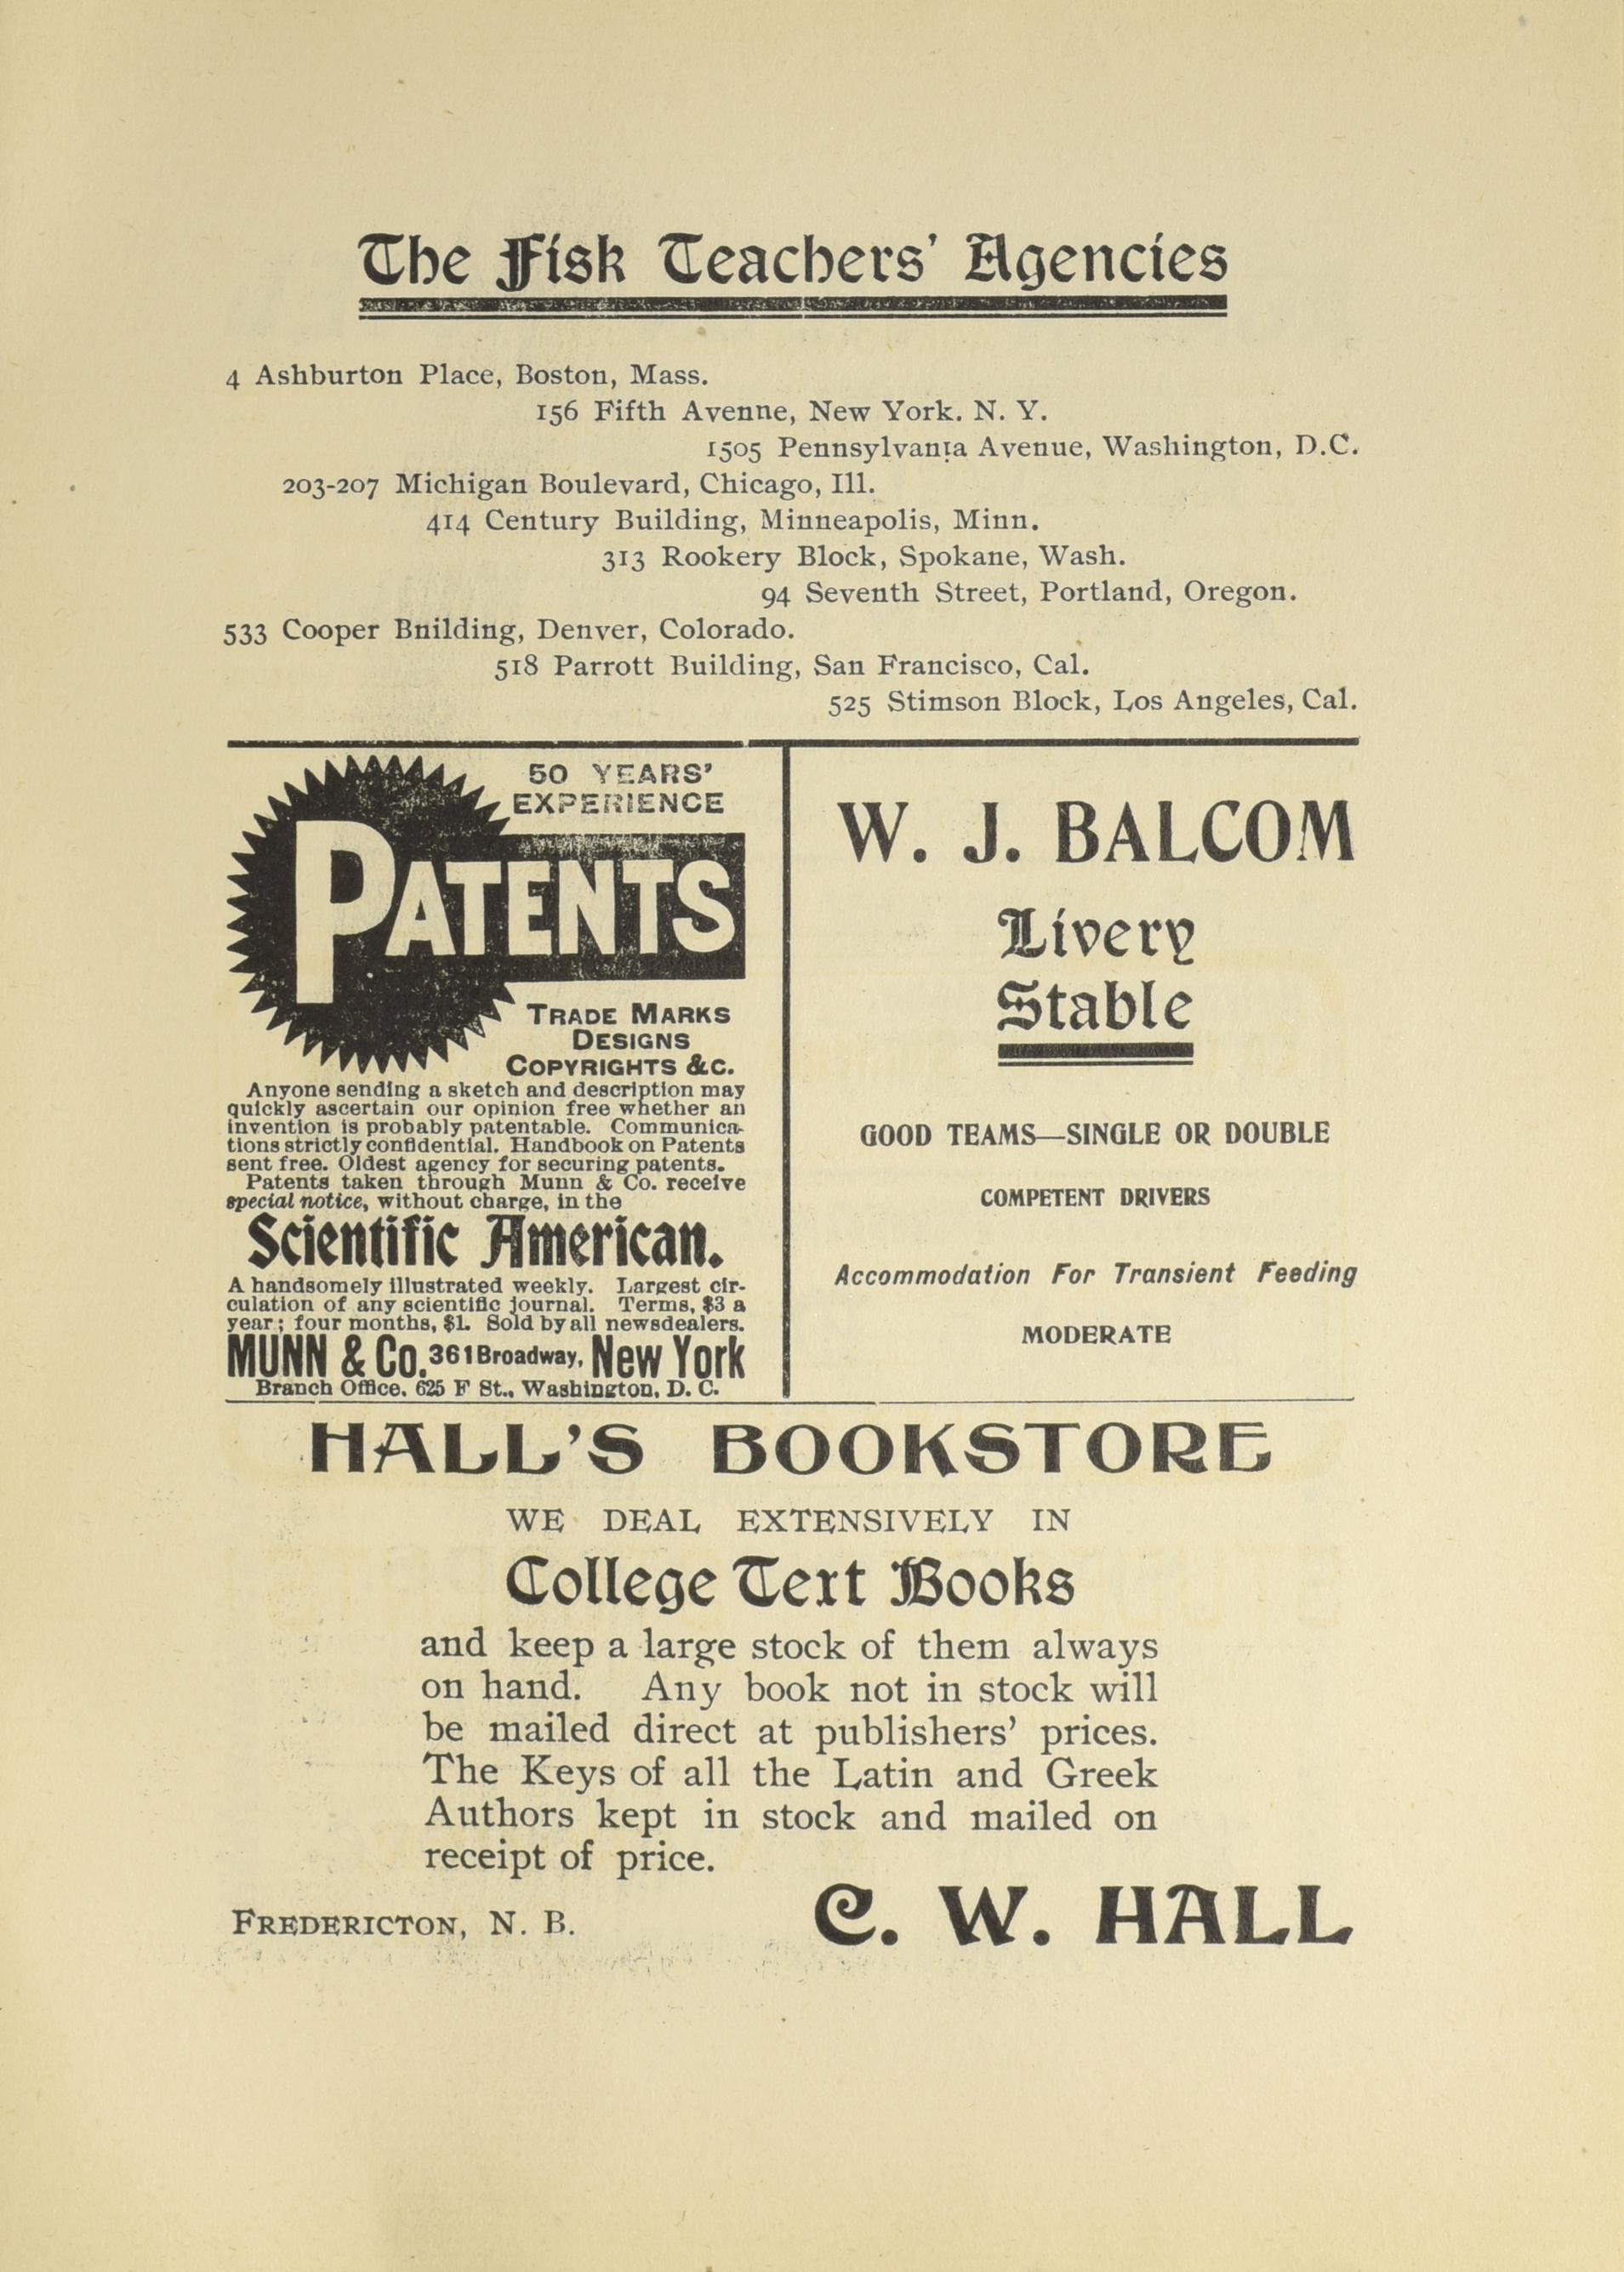 The Fisk Teachers' Agencies
4 Ashburton Place, Boston, Mass.
156 Fifth Avenne, New York. N. Y.
1505 Pennsylvania Avenue, Washington, D.C.
203-207 Michigan Boulevard, Chicago, Ill.
414 Century Building, Minneapolis, Minn.
313 Rookery Block, Spokane, Wash.
94 Seventh Street, Portland, Oregon.
533 Cooper Bnilding, Denver, Colorado.
518 Parrott Building, San Francisco, Cal.
525 Stimson Block, Los Angeles, Cal.
50 YEARS'
EXPERIENCE
PATENTS
TRADE MARKS
DESIGNS
COPYRIGHTS &C.
Anyone sending a sketch and description may
quickly ascertain our opinion free whether an
invention is probably patentable. Communica-
tions strictly confidential. Handbook on Patents
sent free. Oldest agency for securing patents.
Patents taken through Munn & Co. receive
special notice, without charge, in the
Scientific American.
A handsomely illustrated weekly. Largest cir-
culation of any scientific journal. Terms, $3 a
year; four months, $1. Sold by all newsdealers.
MUNN & Co. 361 Broadway, New York
Branch Office, 625 F St., Washington, D. C.
W. J. BALCOM
Livery
Stable
GOOD TEAMS—SINGLE OR DOUBLE
COMPETENT DRIVERS
Accommodation For Transient Feeding
MODERATE
HALL'S BOOKSTORE
WE DEAL EXTENSIVELY IN
College Text Books
and keep a large stock of them always
on hand. Any book not in stock will
be mailed direct at publishers' prices.
The Keys of all the Latin and Greek
Authors kept in stock and mailed on
receipt of price.
FREDERICTON, N. B.
C. W. HALL